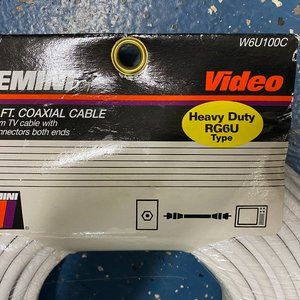 W6U100C
EMINI
Video
FT. COAXIAL CABLE
m TV cable with
nnectors both ends
Heavy Duty
RG6U
Type
MINI